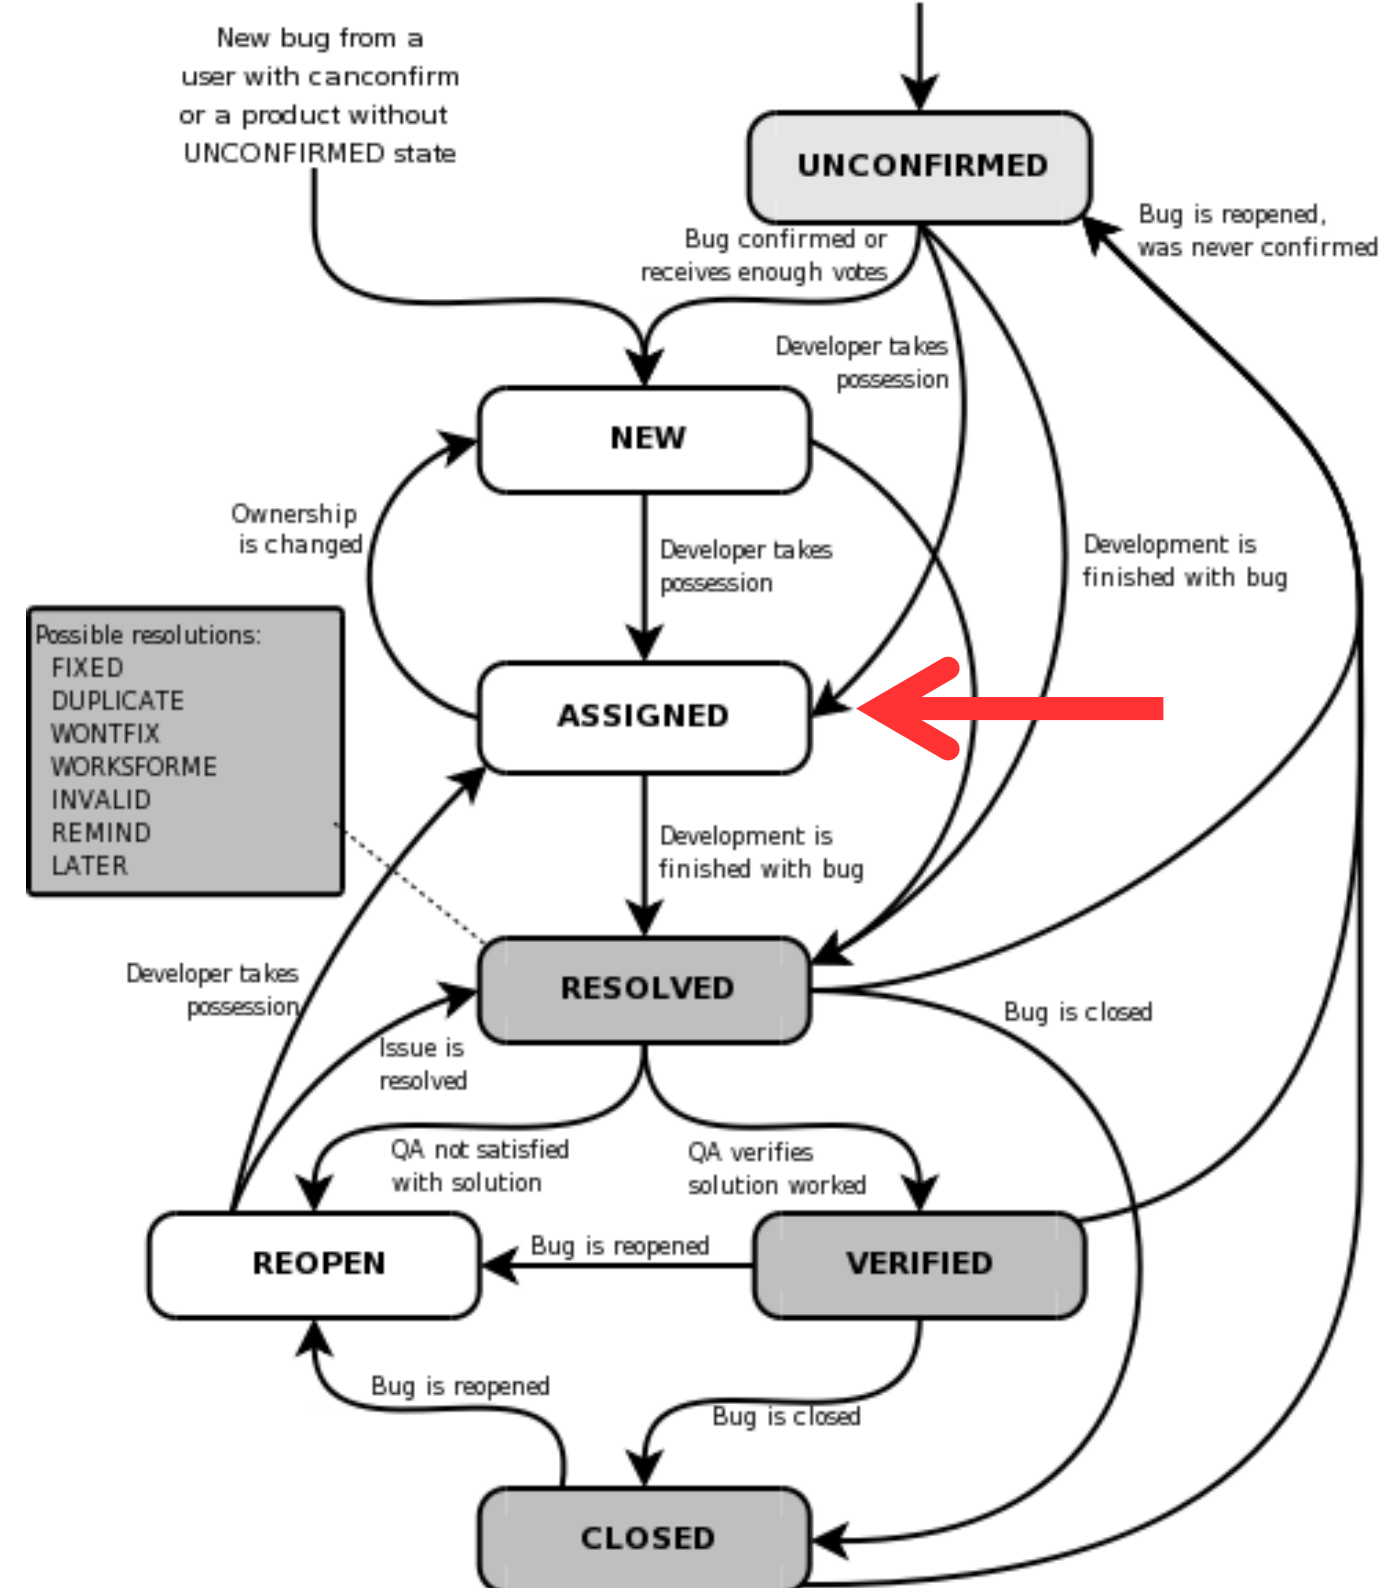 New bug from a
user with canconfirm
or a product without
UNCONFIRMED state
UNCONFIRMED
Bug is reopened,
was never confirmed
Bug confirmed or
receives enough votes
Developer takes
possession
NEW
Ownership
is changed
Developer takes
possession
Development is
finished with bug
Possible resolutions:
FIXED
DUPLICATE
WONTFIX
WORKSFORME
INVALID
REMIND
LATER
ASSIGNED
Development is
finished with bug
Developer takes
possession
RESOLVED
Bug is closed
Issue is
resolved
QA not satisfied
with solution
QA verifies
solution worked
REOPEN
Bug is reopened
VERIFIED
Bug is reopened
Bug is closed
CLOSED